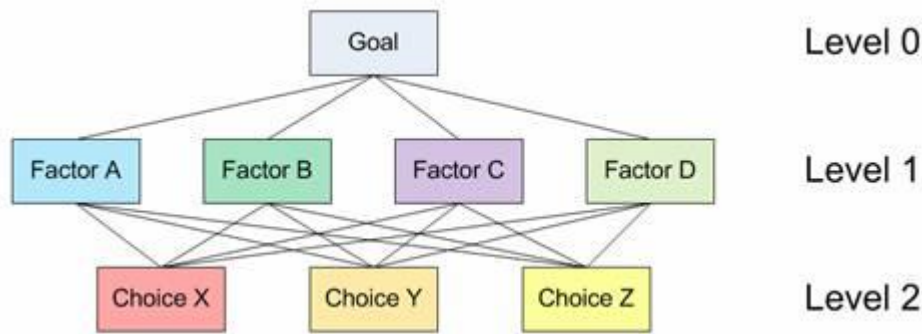 Goal
Level 0
Factor A
Factor B
Factor C
Factor D
Level 1
Choice X
Choice Y
Choice Z
Level 2